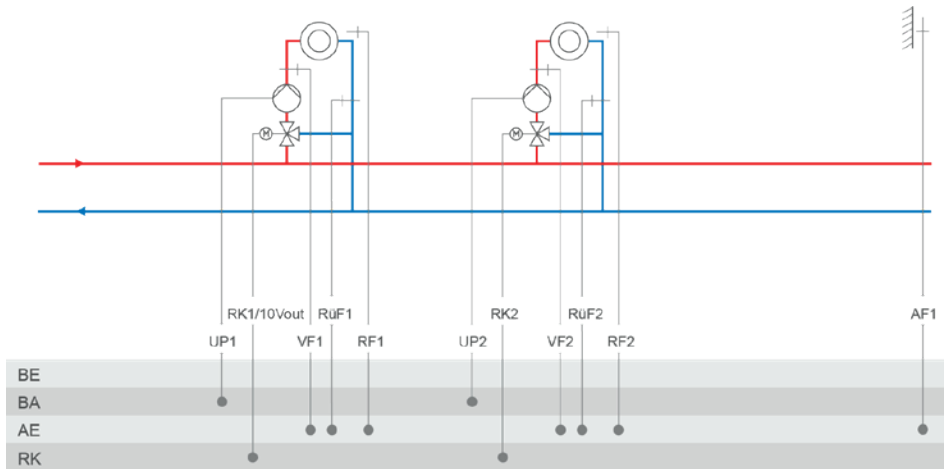 M
M
RK1/10Vout RüF1 RK2 RüF2 AF1
UP1 VF1 RF1 UP2 VF2 RF2
BE
BA
AE
RK